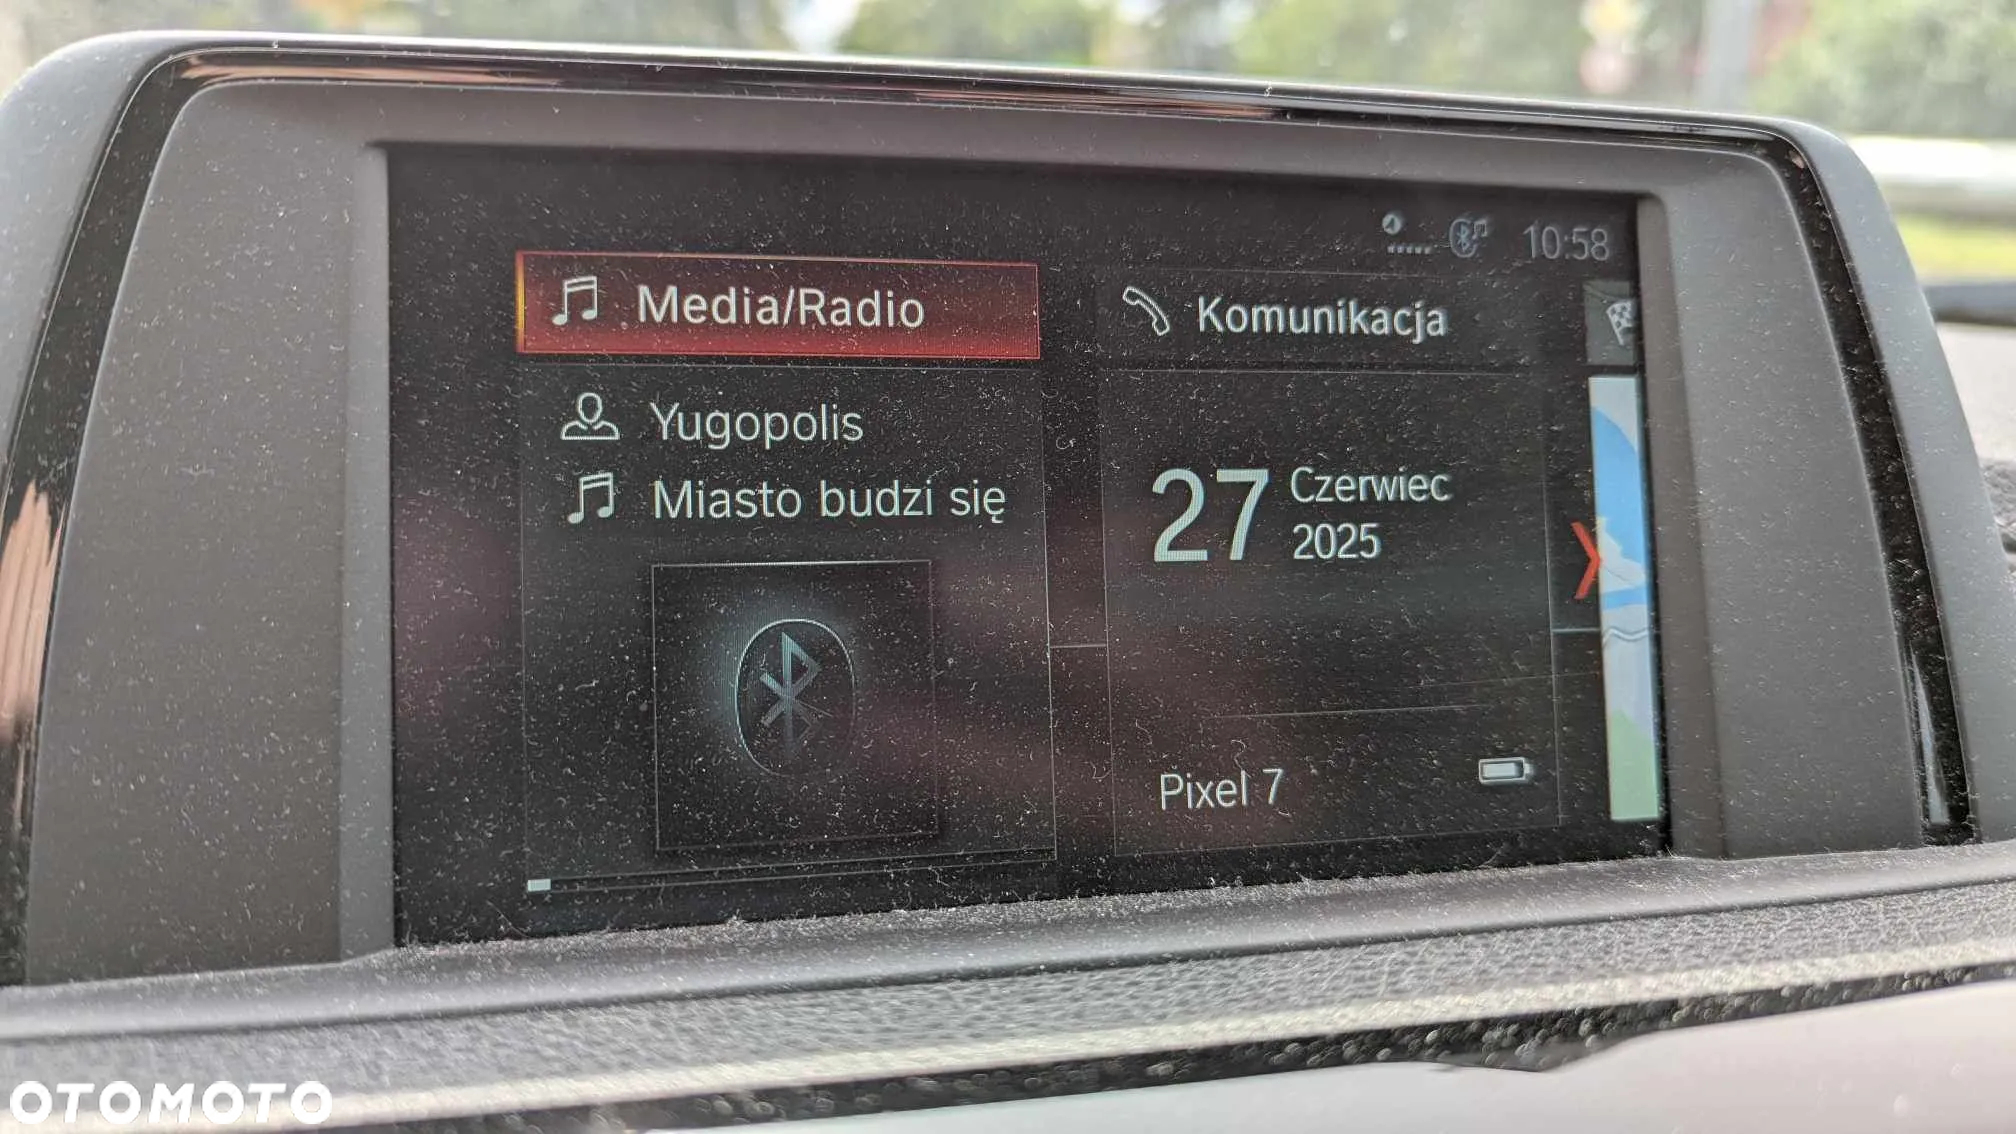 10:58
Media/Radio
Komunikacja
Yugopolis
Miasto budzi się
27 Czerwiec
2025
Pixel 7
OTOMOTO